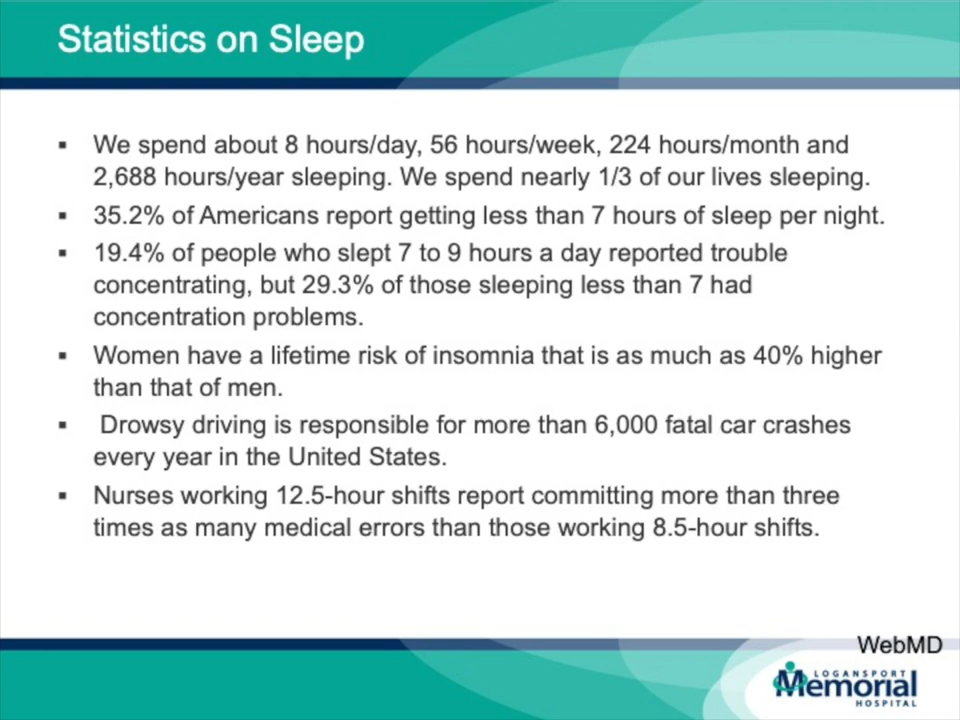 Statistics on Sleep
▪ We spend about 8 hours/day, 56 hours/week, 224 hours/month and
2,688 hours/year sleeping. We spend nearly 1/3 of our lives sleeping.
▪ 35.2% of Americans report getting less than 7 hours of sleep per night.
▪ 19.4% of people who slept 7 to 9 hours a day reported trouble
concentrating, but 29.3% of those sleeping less than 7 had
concentration problems.
▪ Women have a lifetime risk of insomnia that is as much as 40% higher
than that of men.
▪ Drowsy driving is responsible for more than 6,000 fatal car crashes
every year in the United States.
▪ Nurses working 12.5-hour shifts report committing more than three
times as many medical errors than those working 8.5-hour shifts.
WebMD
LOGANSPORT
Memorial
HOSPITAL